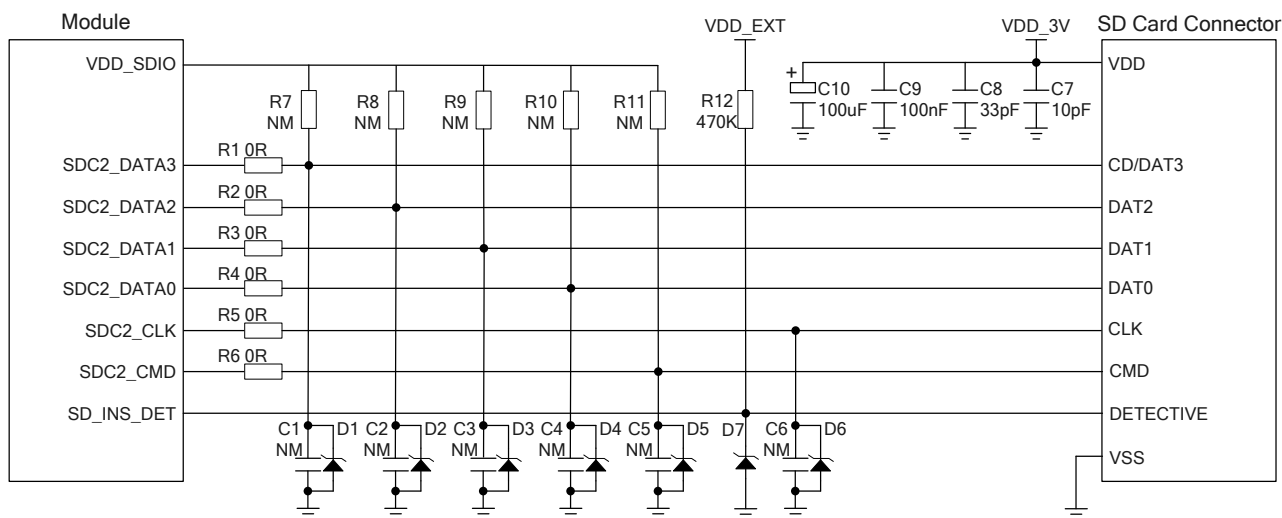 Module
VDD_EXT
VDD_3V
SD Card Connector
VDD_SDIO
VDD
R7
NM
R8
NM
R9
NM
R10
NM
R11
NM
R12
470K
+
C10
100uF
C9
100nF
C8
33pF
C7
10pF
SDC2_DATA3
R1 0R
CD/DAT3
SDC2_DATA2
R2 0R
DAT2
SDC2_DATA1
R3 0R
DAT1
SDC2_DATA0
R4 0R
DAT0
SDC2_CLK
R5 0R
CLK
SDC2_CMD
R6 0R
CMD
SD_INS_DET
DETECTIVE
C1
NM
D1
C2
NM
D2
C3
NM
D3
C4
NM
D4
C5
NM
D5
D7
C6
NM
D6
VSS